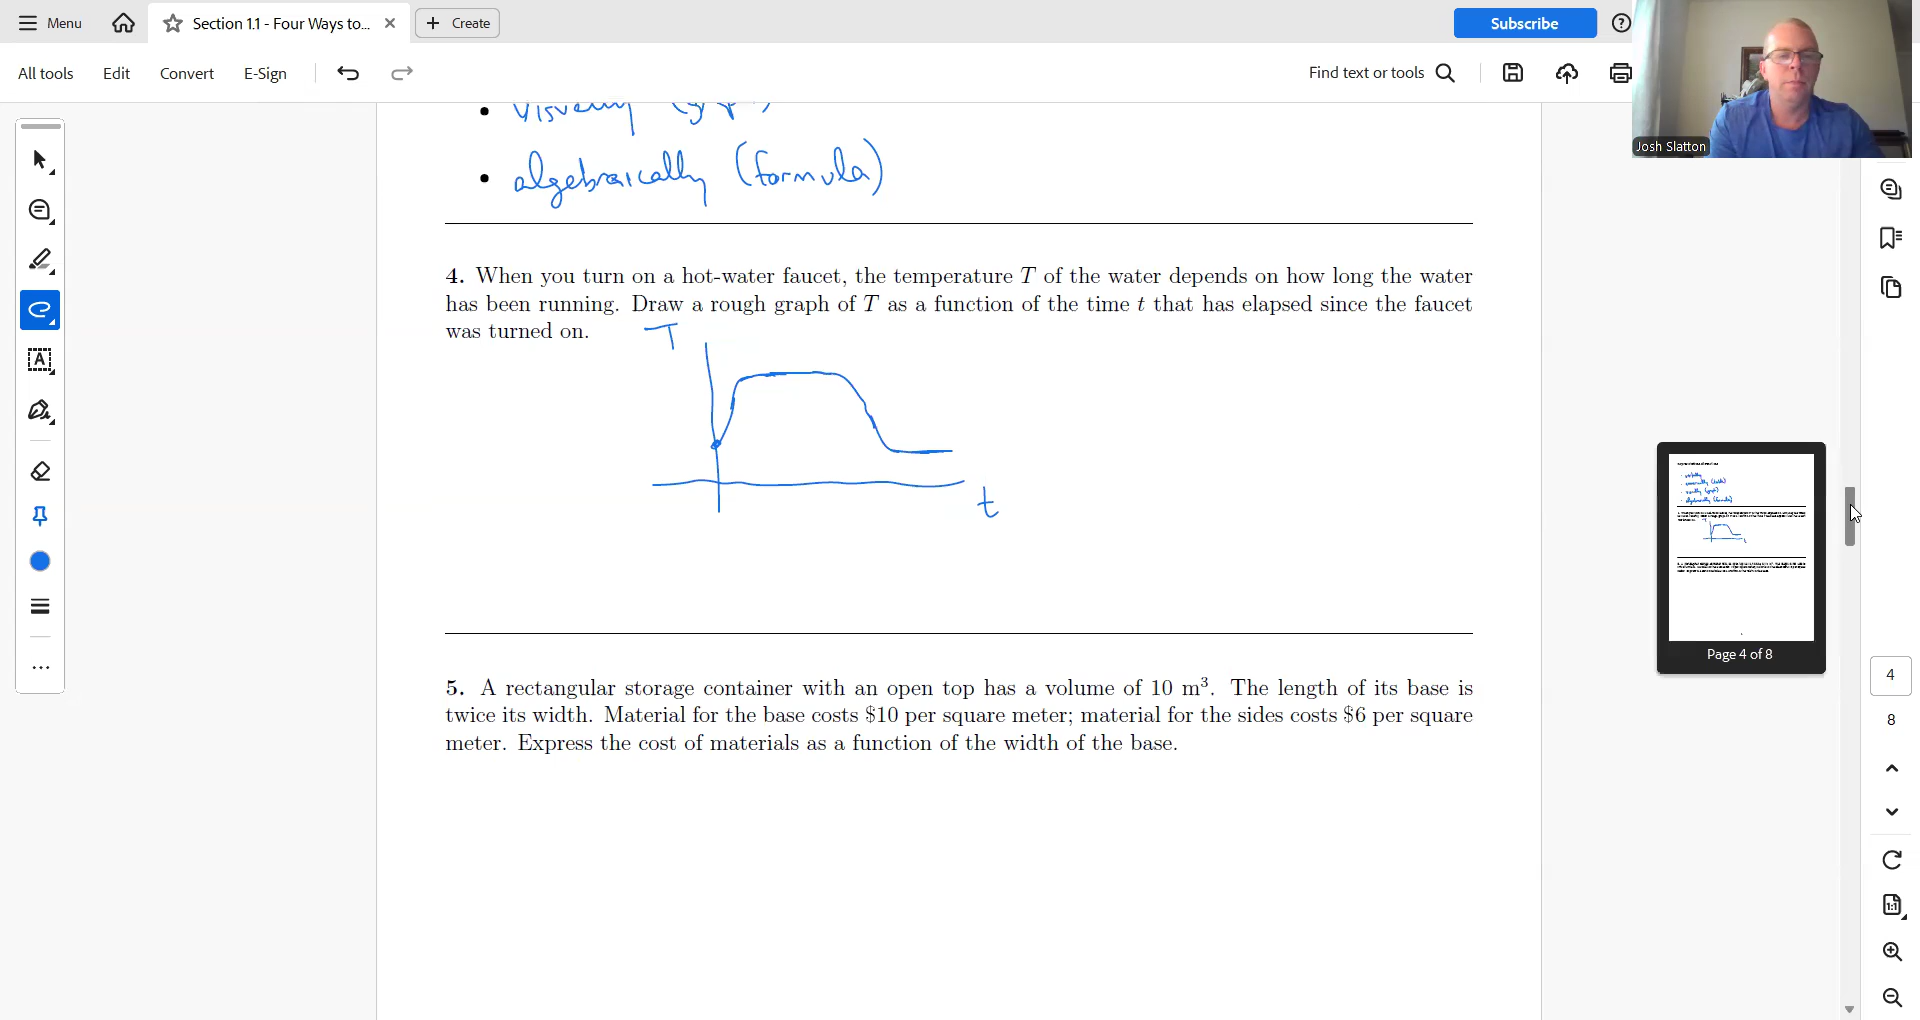 Menu
Section 1.1 - Four Ways to...
Create
Subscribe
All tools
Edit
Convert
E-Sign
Find text or tools
Josh Slatton
• algebraically (formula)
4. When you turn on a hot-water faucet, the temperature T of the water depends on how long the water
has been running. Draw a rough graph of T as a function of the time t that has elapsed since the faucet
was turned on.
T
t
5. A rectangular storage container with an open top has a volume of 10 m³. The length of its base is
twice its width. Material for the base costs $10 per square meter; material for the sides costs $6 per square
meter. Express the cost of materials as a function of the width of the base.
Page 4 of 8
4
8
1:1